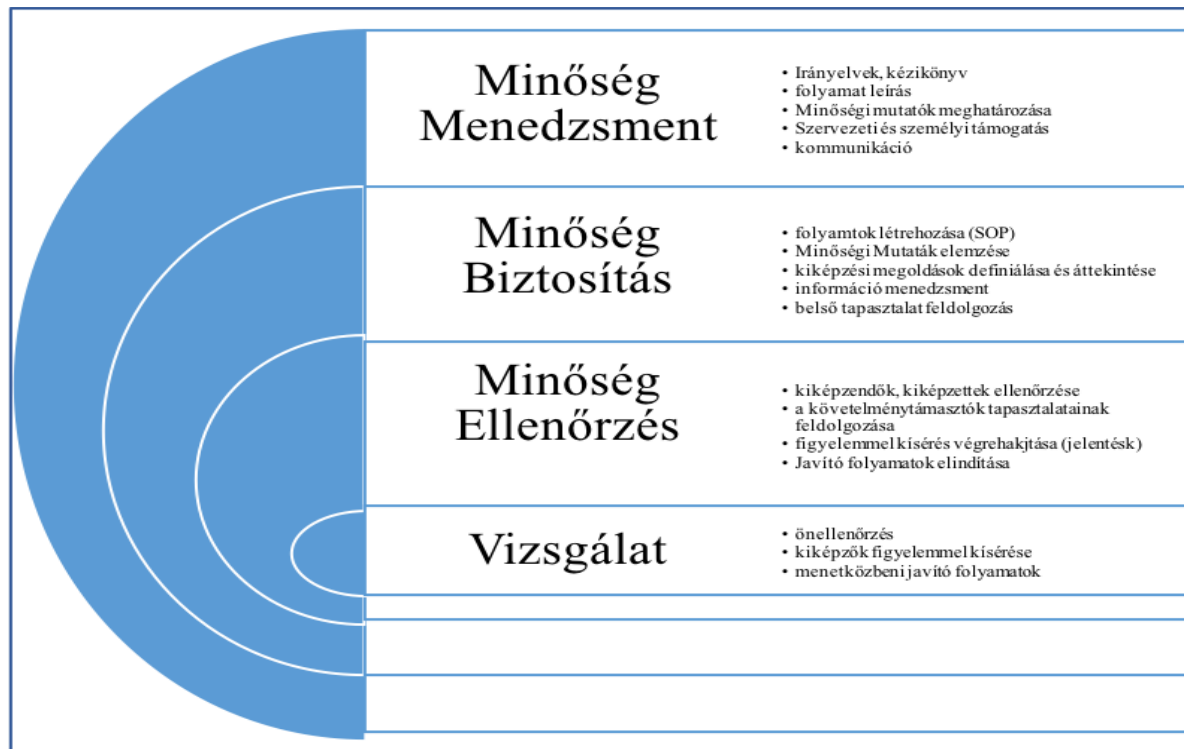 Minőség
Menedzsment
• Irányelvek, kézikönyv
• folyamat leírás
• Minőségi mutatók meghatározása
• Szervezeti és személyi támogatás
• kommunikáció
Minőség
Biztosítás
• folyamtok létrehozása (SOP)
• Minőségi Mutaták elemzése
• kiképzési megoldások definiálása és áttekintése
• információ menedzsment
• belső tapasztalat feldolgozás
Minőség
Ellenőrzés
• kiképzendők, kiképzettek ellenőrzése
• a követelménytámasztók tapasztalatainak
feldolgozása
• figyelemmel kísérés végrehakjtása (jelentésk)
• Javító folyamatok elindítása
Vizsgálat
• önellenőrzés
• kiképzők figyelemmel kísérése
• menetközbeni javító folyamatok